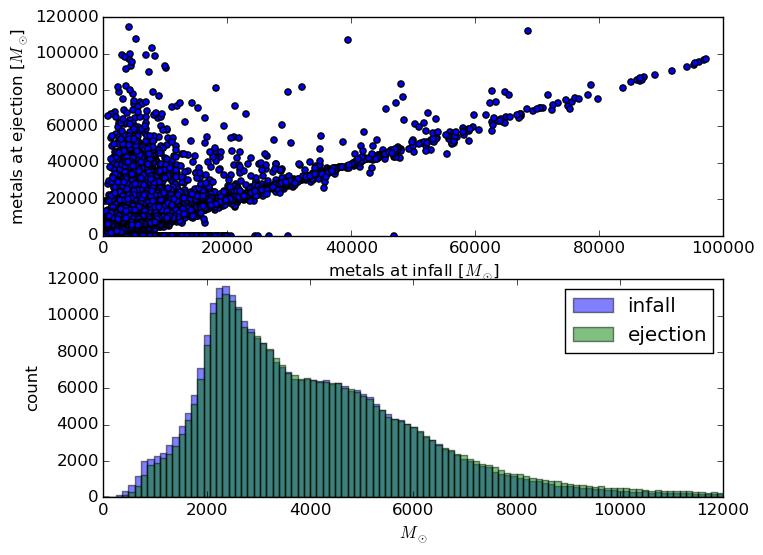 120000
100000
80000
60000
40000
20000
0
metals at ejection [$M_\odot$]
0 20000 40000 60000 80000 100000
metals at infall [$M_\odot$]
12000
10000
8000
6000
4000
2000
0
count
infall
ejection
0 2000 4000 6000 8000 10000 12000
$M_\odot$